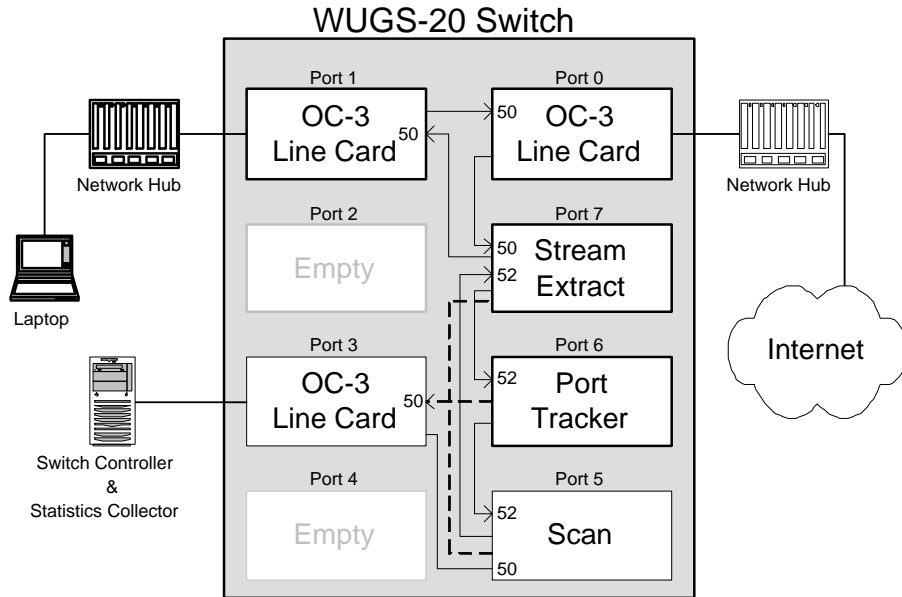 WUGS-20 Switch
Port 1
OC-3
Line Card
50
Port 0
50
OC-3
Line Card
Network Hub
Network Hub
Laptop
Port 2
Empty
Port 7
50
52
Stream
Extract
Internet
Port 3
OC-3
Line Card
50
Port 6
52
Port
Tracker
Switch Controller
&
Statistics Collector
Port 4
Empty
Port 5
52
Scan
50